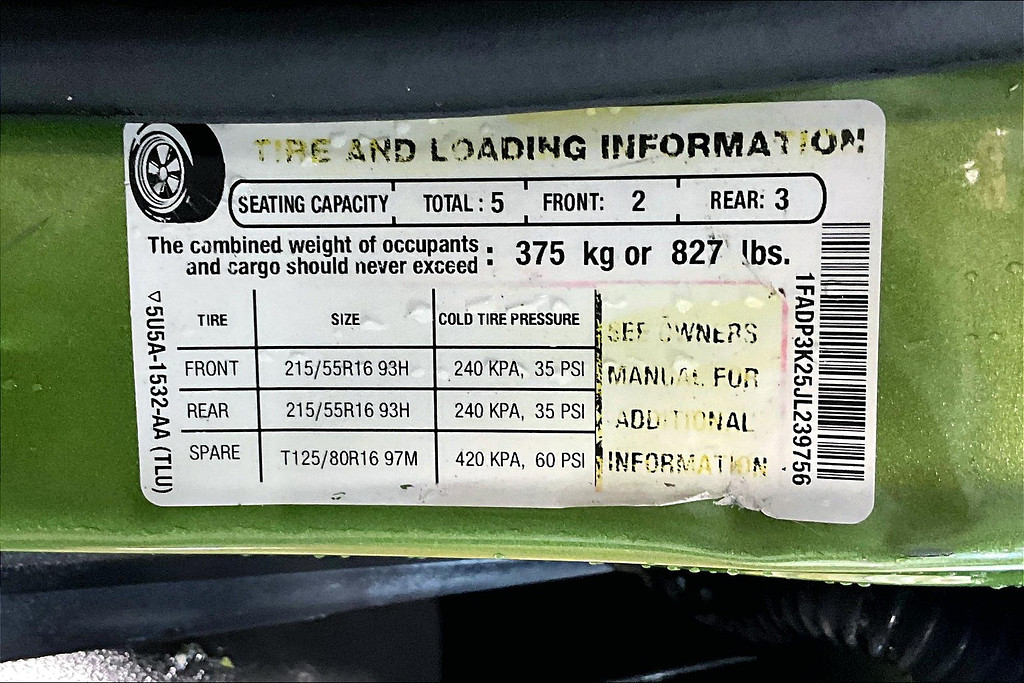 TIRE AND LOADING INFORMATION
SEATING CAPACITY TOTAL : 5 FRONT: 2 REAR: 3
The combined weight of occupants
and cargo should never exceed : 375 kg or 827 lbs.
TIRE SIZE COLD TIRE PRESSURE
FRONT 215/55R16 93H 240 KPA, 35 PSI
REAR 215/55R16 93H 240 KPA, 35 PSI
SPARE T125/80R16 97M 420 KPA, 60 PSI
SEE OWNERS
MANUAL FOR
ADDITIONAL
INFORMATION
▽5U5A-1532-AA (TLU)
1FADP3K25JL239756